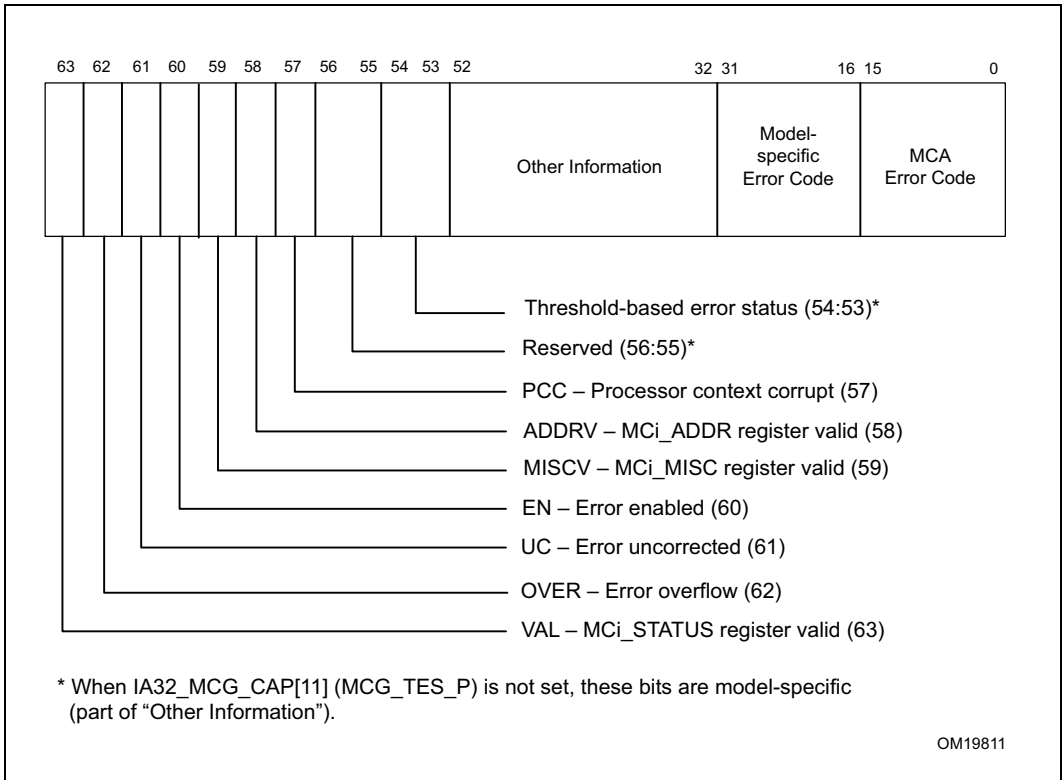 63 62 61 60 59 58 57 56 55 54 53 52 32 31 16 15 0
Other Information
Model-
specific
Error Code
MCA
Error Code
Threshold-based error status (54:53)*
Reserved (56:55)*
PCC – Processor context corrupt (57)
ADDRV – MCi_ADDR register valid (58)
MISCV – MCi_MISC register valid (59)
EN – Error enabled (60)
UC – Error uncorrected (61)
OVER – Error overflow (62)
VAL – MCi_STATUS register valid (63)
* When IA32_MCG_CAP[11] (MCG_TES_P) is not set, these bits are model-specific
(part of “Other Information”).
OM19811